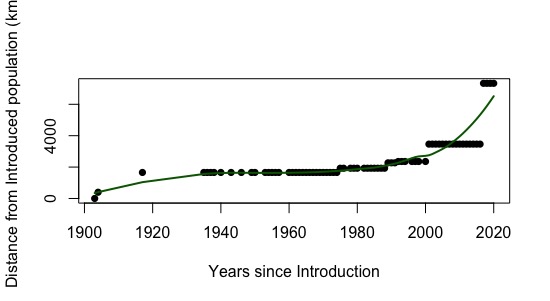 Distance from Introduced population (km
4000
0
1900 1920 1940 1960 1980 2000 2020
Years since Introduction